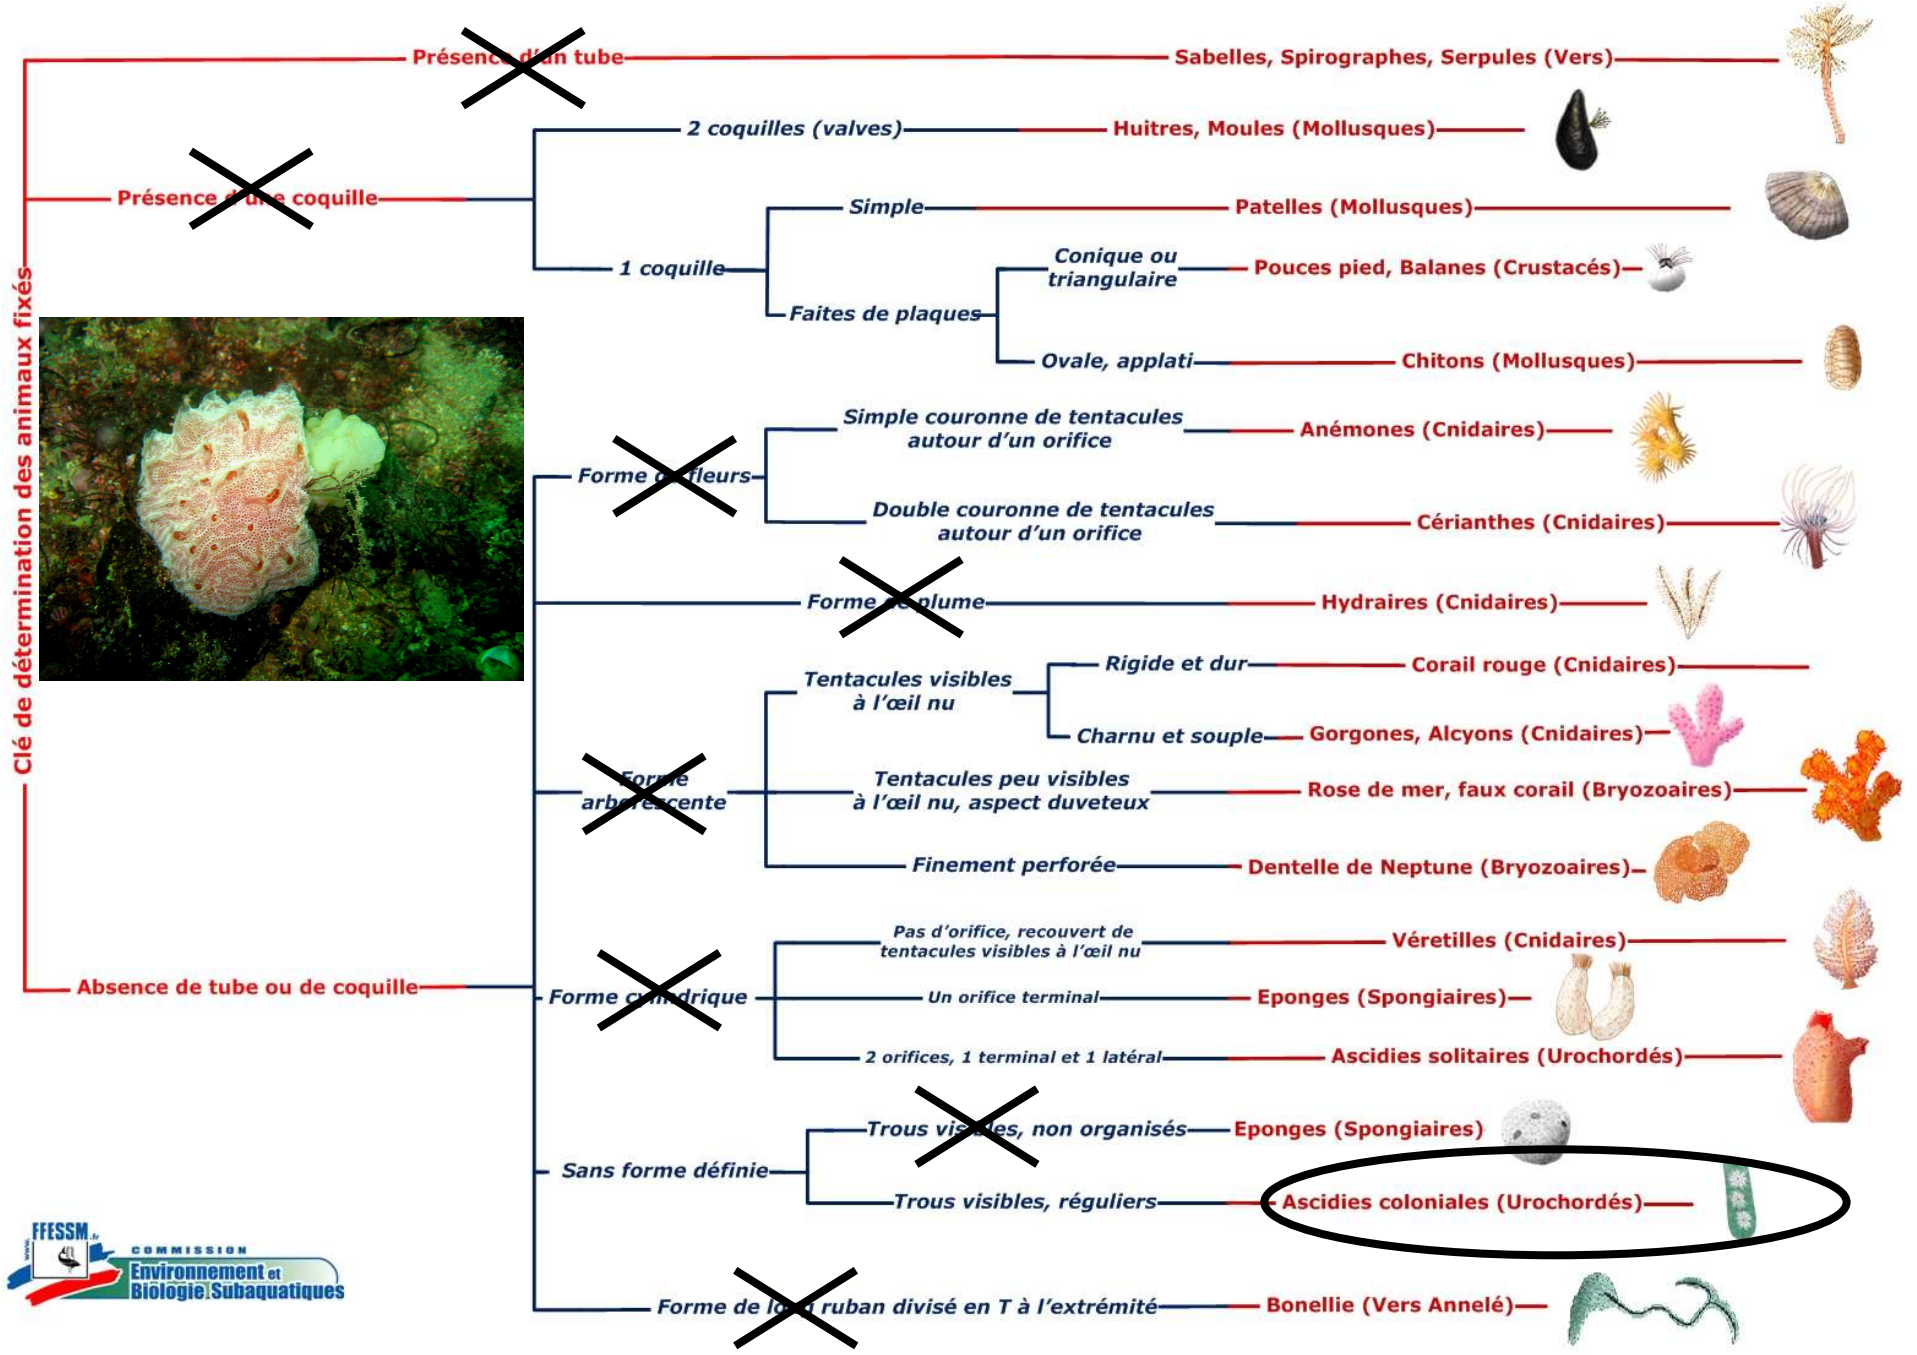 Clé de détermination des animaux fixés
Présence d'un tube
Sabelles, Spirographes, Serpules (Vers)
2 coquilles (valves)
Huitres, Moules (Mollusques)
Présence d'une coquille
Simple
Patelles (Mollusques)
1 coquille
Conique ou
triangulaire
Pouces pied, Balanes (Crustacés)
Faites de plaques
Ovale, applati
Chitons (Mollusques)
Simple couronne de tentacules
autour d'un orifice
Anémones (Cnidaires)
Forme de fleurs
Double couronne de tentacules
autour d'un orifice
Cérianthes (Cnidaires)
Forme de plume
Hydraires (Cnidaires)
Tentacules visibles
à l'œil nu
Rigide et dur
Corail rouge (Cnidaires)
Charnu et souple
Gorgones, Alcyons (Cnidaires)
Forme
arborescente
Tentacules peu visibles
à l'œil nu, aspect duveteux
Rose de mer, faux corail (Bryozoaires)
Finement perforée
Dentelle de Neptune (Bryozoaires)
Pas d'orifice, recouvert de
tentacules visibles à l'œil nu
Véretilles (Cnidaires)
Absence de tube ou de coquille
Forme cylindrique
Un orifice terminal
Eponges (Spongiaires)
2 orifices, 1 terminal et 1 latéral
Ascidies solitaires (Urochordés)
Trous visibles, non organisés
Eponges (Spongiaires)
Sans forme définie
Trous visibles, réguliers
Ascidies coloniales (Urochordés)
Forme de long ruban divisé en T à l'extrémité
Bonellie (Vers Annelé)
www.
FFESSM.fr
COMMISSION
Environnement et
Biologie Subaquatiques